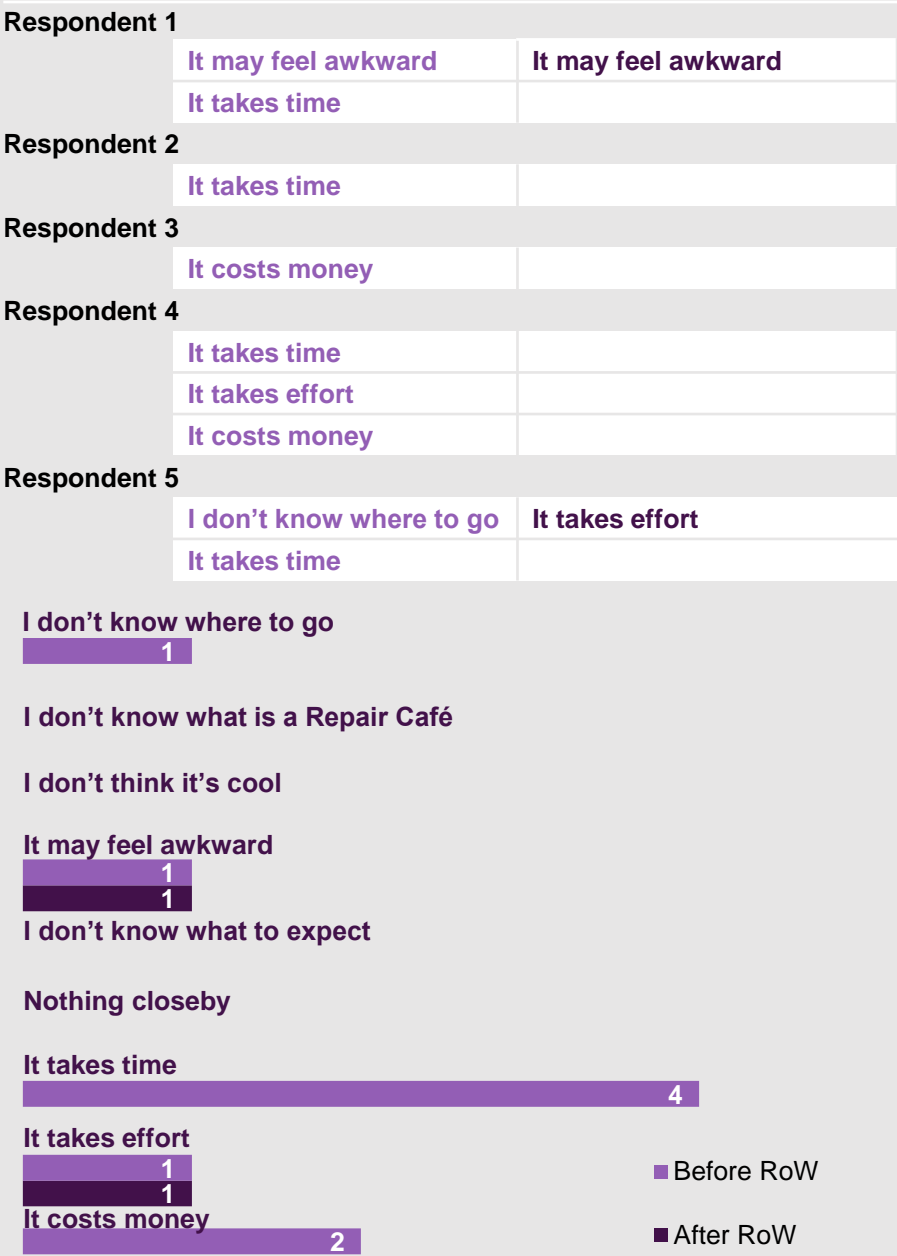 Respondent 1
It may feel awkward It may feel awkward
It takes time
Respondent 2
It takes time
Respondent 3
It costs money
Respondent 4
It takes time
It takes effort
It costs money
Respondent 5
I don’t know where to go It takes effort
It takes time
I don’t know where to go
1
I don’t know what is a Repair Café
I don’t think it’s cool
It may feel awkward
1
1
I don’t know what to expect
Nothing closeby
It takes time
4
It takes effort
1
1
It costs money
2
Before RoW
After RoW